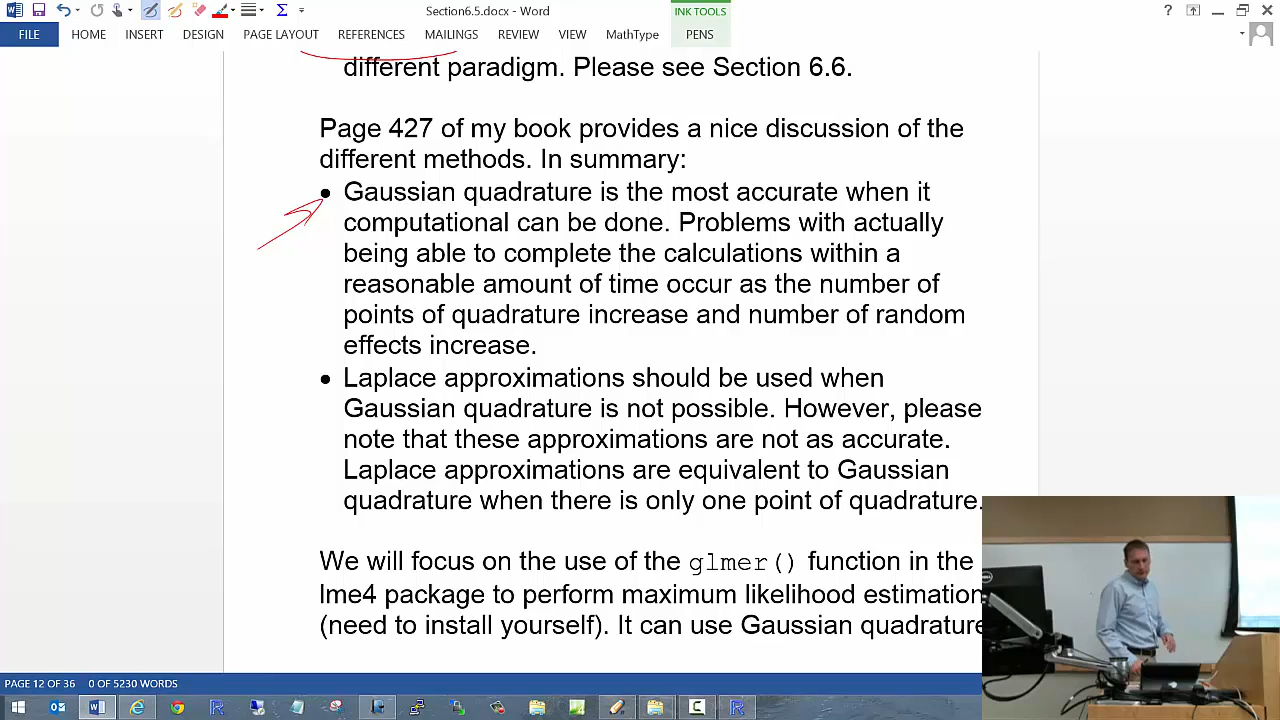 Section6.5.docx - Word
INK TOOLS
FILE HOME INSERT DESIGN PAGE LAYOUT REFERENCES MAILINGS REVIEW VIEW MathType PENS
different paradigm. Please see Section 6.6.
Page 427 of my book provides a nice discussion of the
different methods. In summary:
• Gaussian quadrature is the most accurate when it
computational can be done. Problems with actually
being able to complete the calculations within a
reasonable amount of time occur as the number of
points of quadrature increase and number of random
effects increase.
• Laplace approximations should be used when
Gaussian quadrature is not possible. However, please
note that these approximations are not as accurate.
Laplace approximations are equivalent to Gaussian
quadrature when there is only one point of quadrature.
We will focus on the use of the glmer() function in the
lme4 package to perform maximum likelihood estimation
(need to install yourself). It can use Gaussian quadrature
PAGE 12 OF 36 0 OF 5230 WORDS